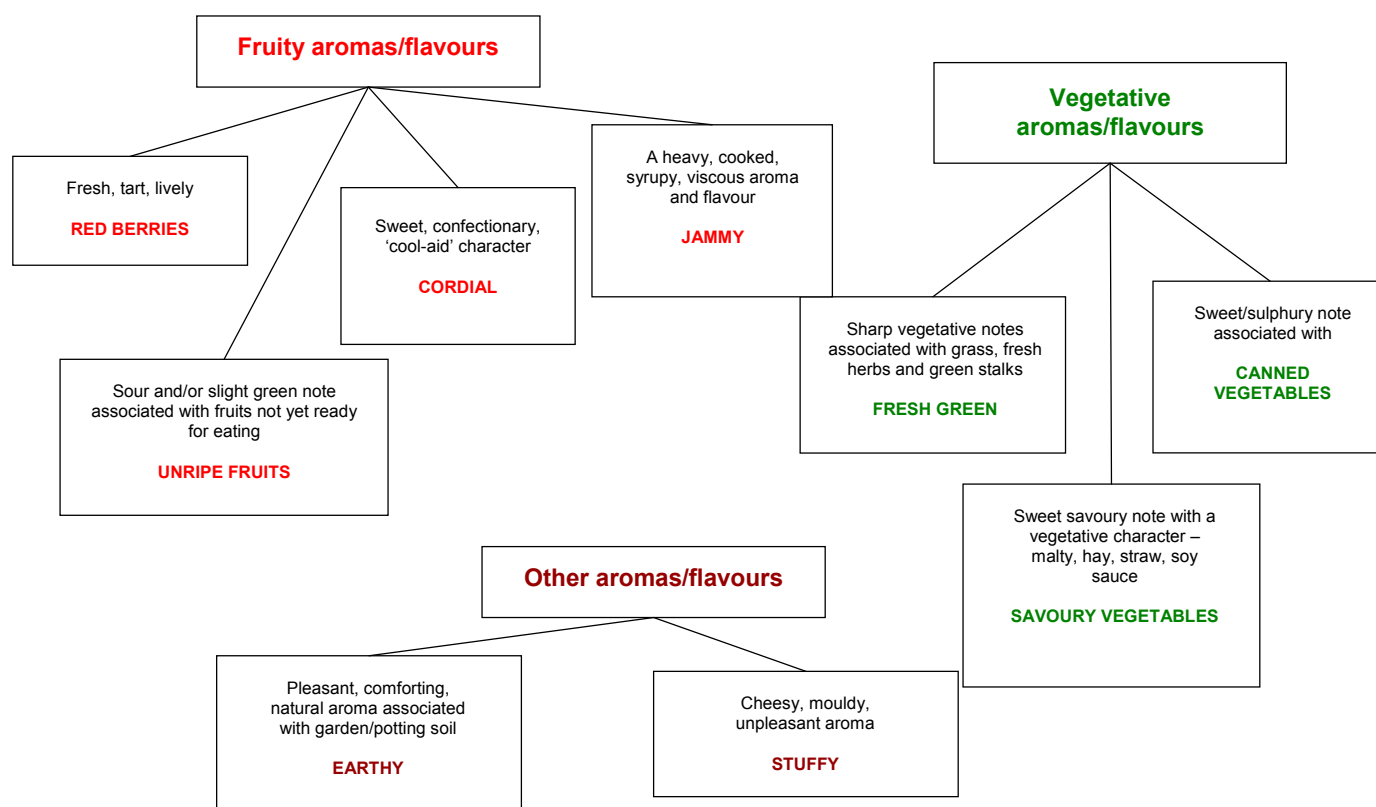 Fruity aromas/flavours
Fresh, tart, lively
RED BERRIES
Sour and/or slight green note
associated with fruits not yet ready
for eating
UNRIPE FRUITS
Sweet, confectionary,
‘cool-aid’ character
CORDIAL
A heavy, cooked,
syrupy, viscous aroma
and flavour
JAMMY
Vegetative
aromas/flavours
Sharp vegetative notes
associated with grass, fresh
herbs and green stalks
FRESH GREEN
Sweet savoury note with a
vegetative character –
malty, hay, straw, soy
sauce
SAVOURY VEGETABLES
Sweet/sulphury note
associated with
CANNED
VEGETABLES
Other aromas/flavours
Pleasant, comforting,
natural aroma associated
with garden/potting soil
EARTHY
Cheesy, mouldy,
unpleasant aroma
STUFFY